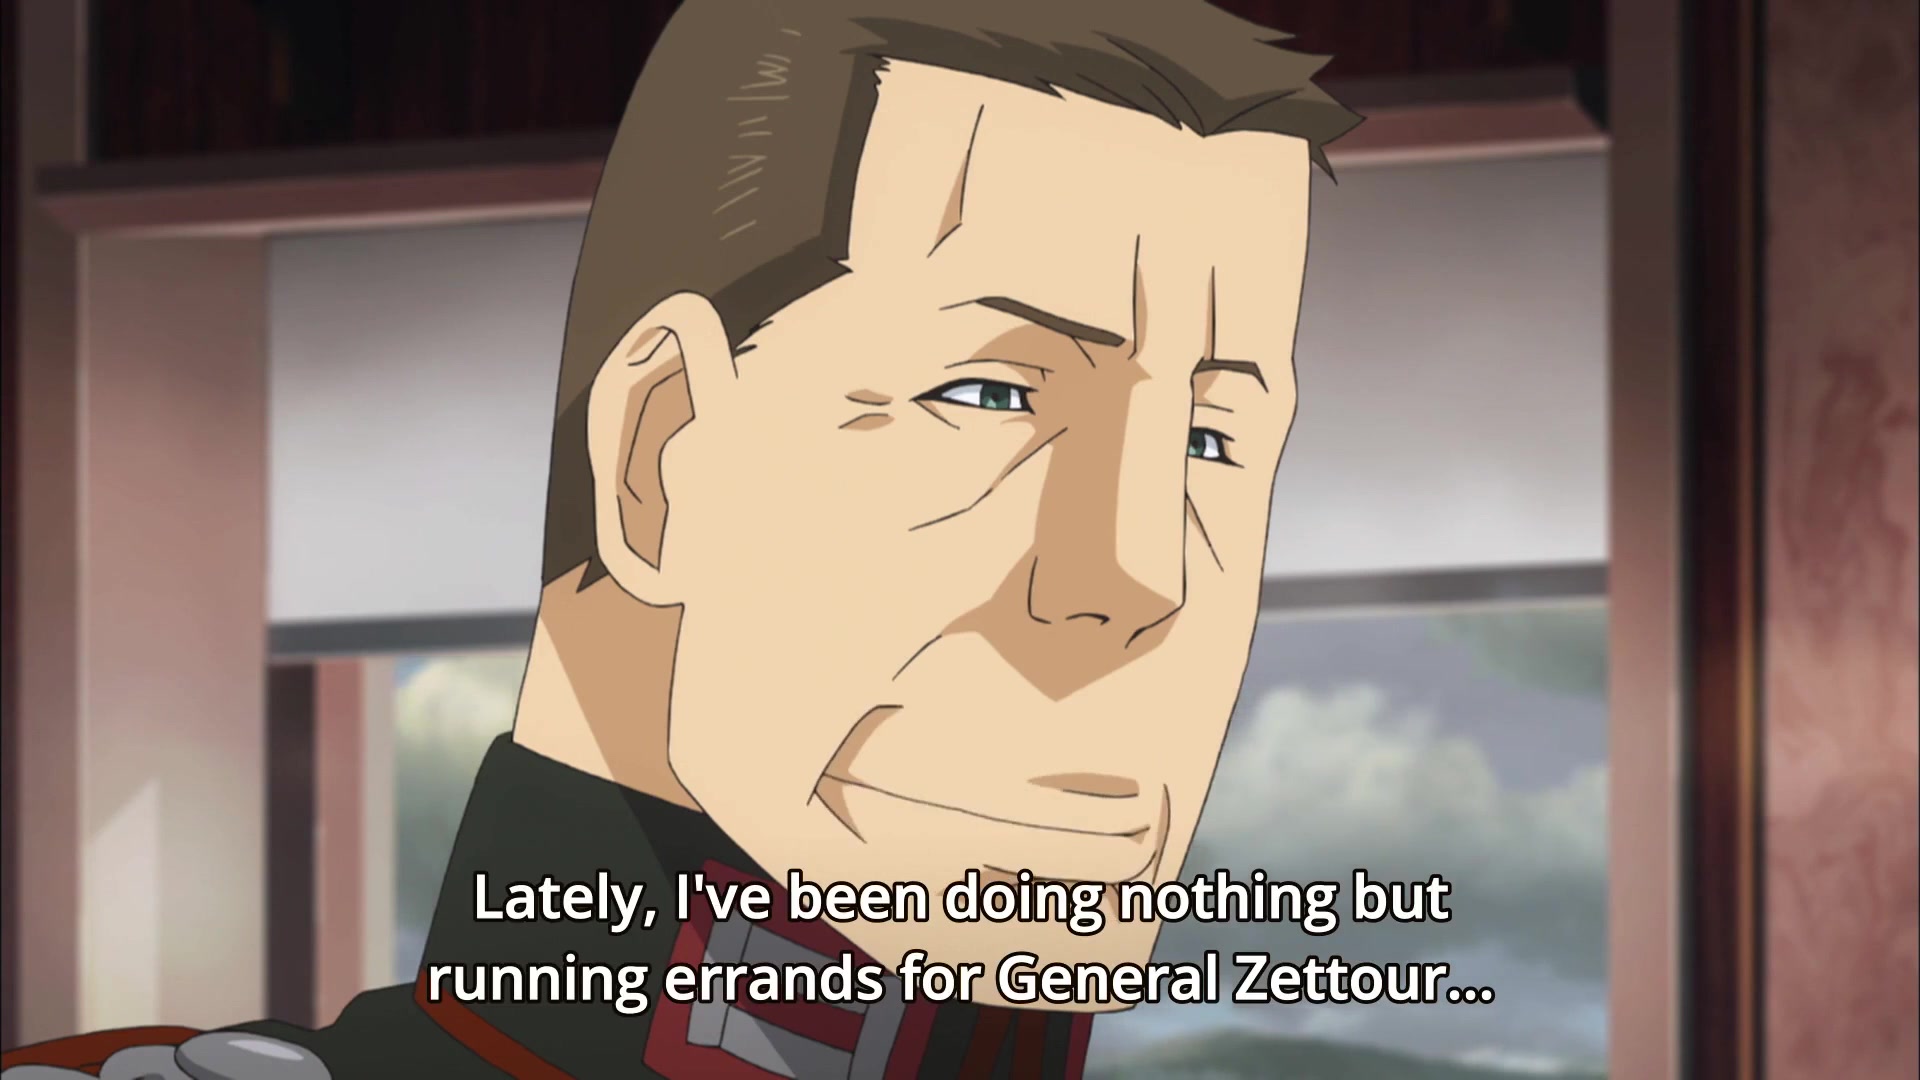 Lately, I've been doing nothing but
running errands for General Zettour...